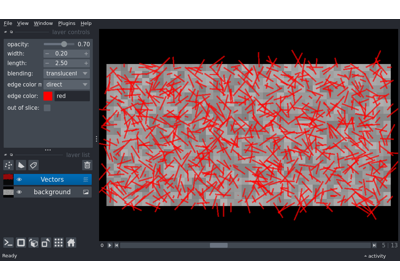 File View Window Plugins Help
layer controls
opacity: 0.70
width: 0.20
length: 2.50
blending: translucent
edge color m direct
edge color: red
out of slice:
layer list
Vectors
background
0 5 13
Ready activity